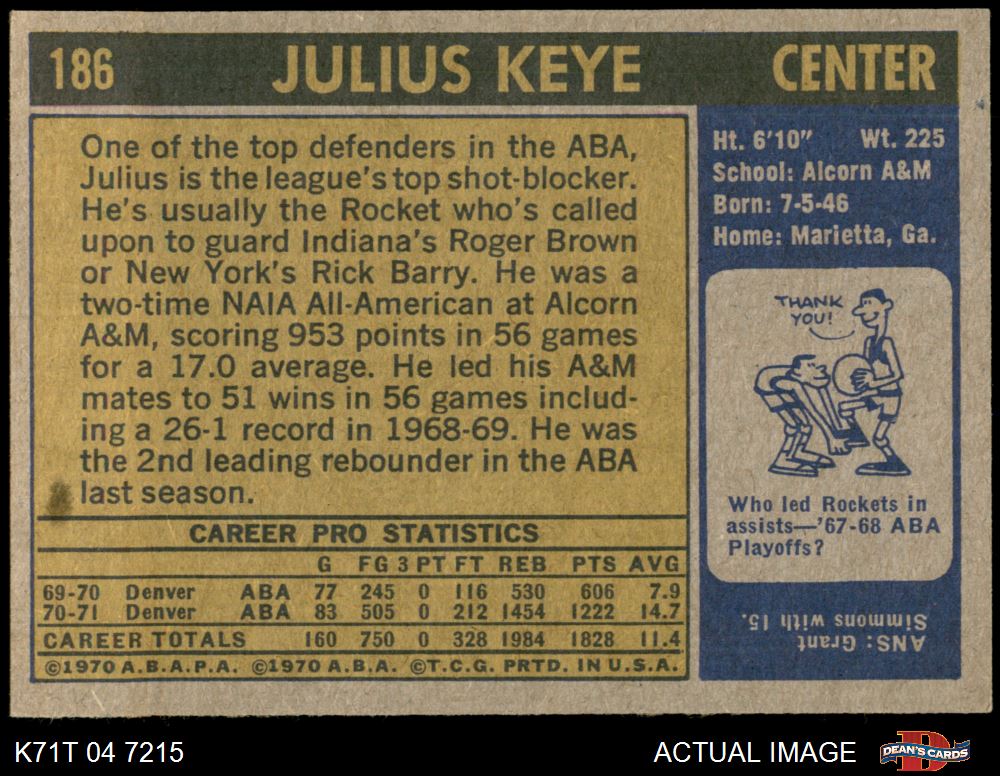 186 JULIUS KEYE CENTER
One of the top defenders in the ABA,
Julius is the league's top shot-blocker.
He's usually the Rocket who's called
upon to guard Indiana's Roger Brown
or New York's Rick Barry. He was a
two-time NAIA All-American at Alcorn
A&M, scoring 953 points in 56 games
for a 17.0 average. He led his A&M
mates to 51 wins in 56 games includ-
ing a 26-1 record in 1968-69. He was
the 2nd leading rebounder in the ABA
last season.
CAREER PRO STATISTICS
G FG 3 PT FT REB PTS AVG
69-70 Denver ABA 77 245 0 116 530 606 7.9
70-71 Denver ABA 83 505 0 212 1454 1222 14.7
CAREER TOTALS 160 750 0 328 1984 1828 11.4
©1970 A.B.A.P.A. ©1970 A.B.A. ©T.C.G. PRTD. IN U.S.A.
Ht. 6'10" Wt. 225
School: Alcorn A&M
Born: 7-5-46
Home: Marietta, Ga.
THANK
YOU!
Who led Rockets in
assists—'67-68 ABA
Playoffs?
ANS: Grant
Simmons with 15.
K71T 04 7215 ACTUAL IMAGE D DEAN'S CARDS